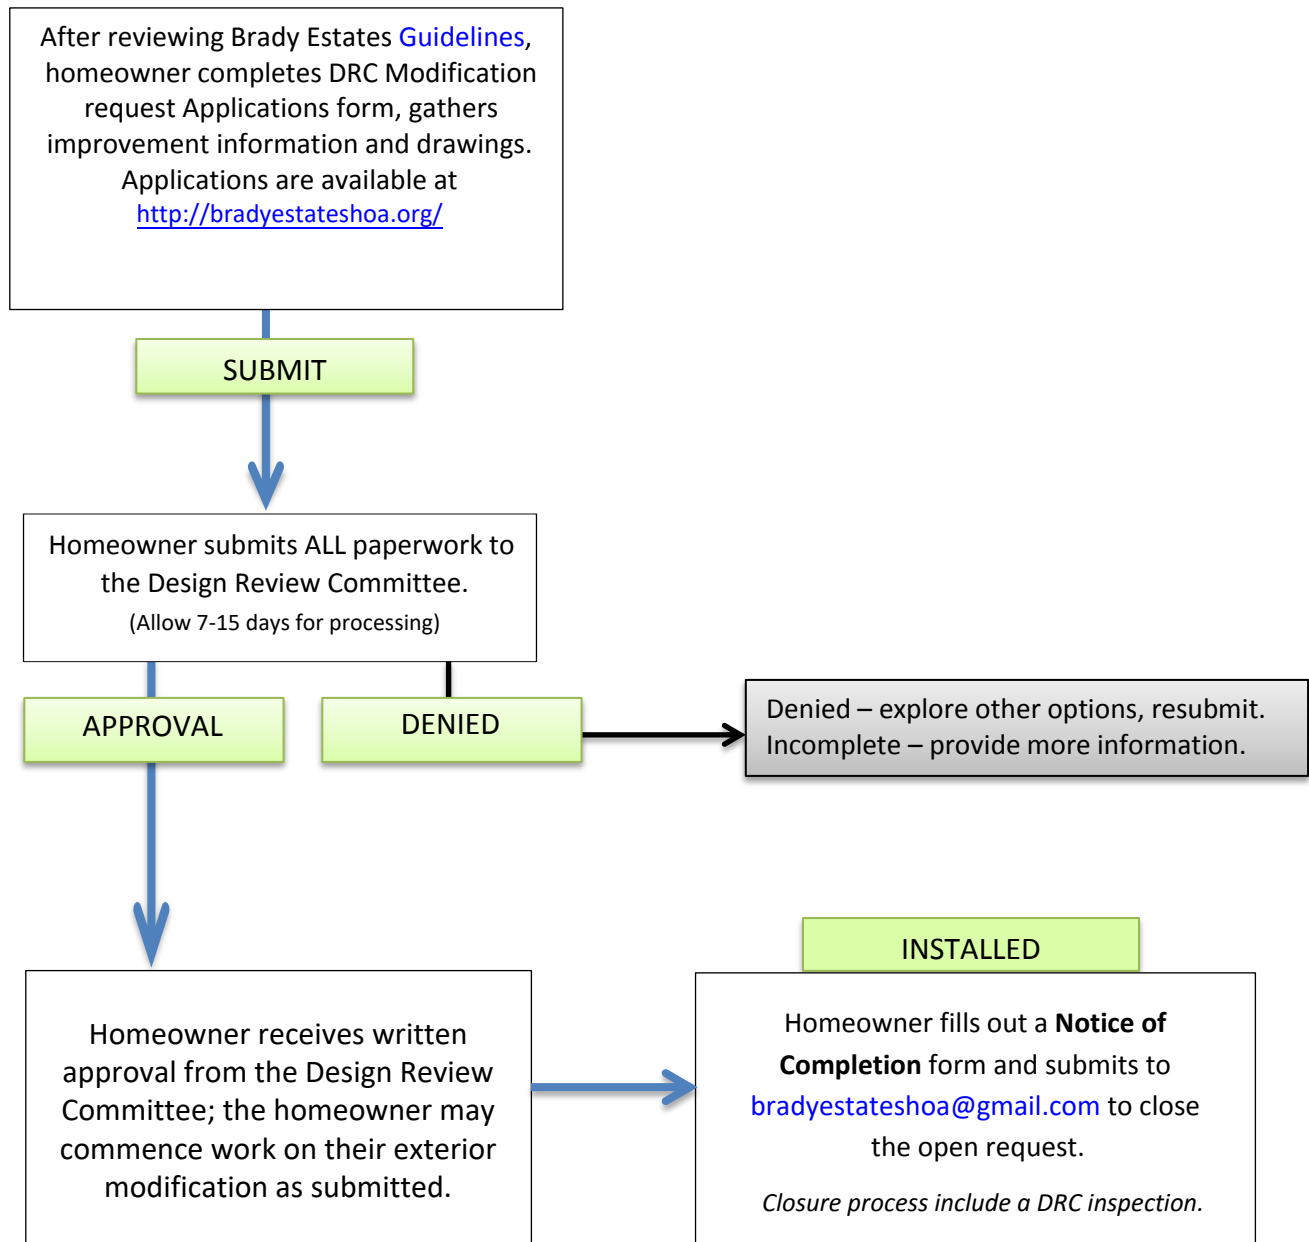 After reviewing Brady Estates Guidelines,
homeowner completes DRC Modification
request Applications form, gathers
improvement information and drawings.
Applications are available at
http://bradyestateshoa.org/
SUBMIT
Homeowner submits ALL paperwork to
the Design Review Committee.
(Allow 7-15 days for processing)
APPROVAL
DENIED
Denied – explore other options, resubmit.
Incomplete – provide more information.
Homeowner receives written
approval from the Design Review
Committee; the homeowner may
commence work on their exterior
modification as submitted.
INSTALLED
Homeowner fills out a Notice of
Completion form and submits to
bradyestateshoa@gmail.com to close
the open request.
Closure process include a DRC inspection.